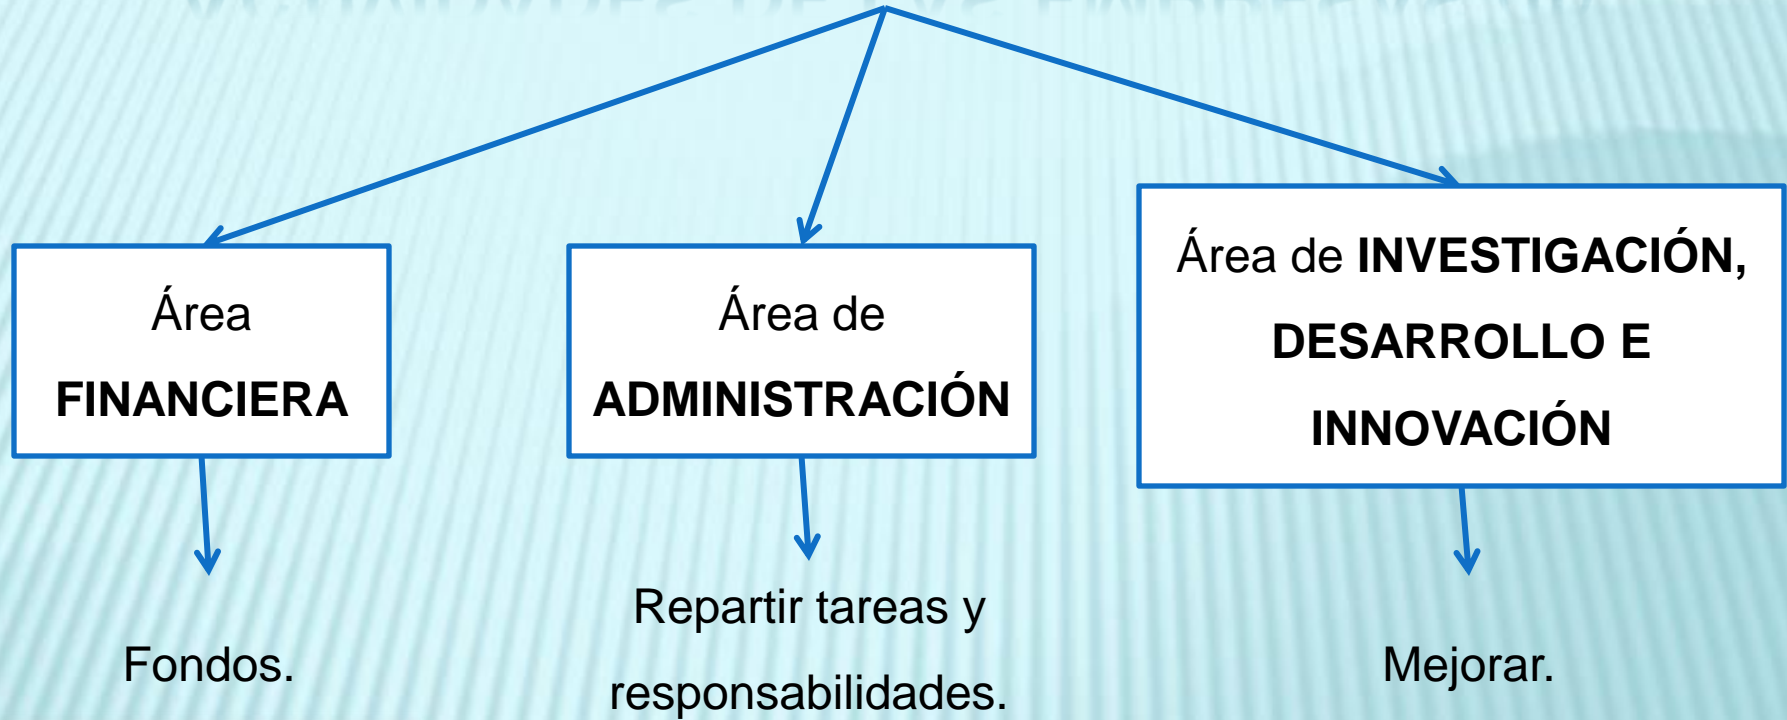 Área
FINANCIERA
Área de
ADMINISTRACIÓN
Área de INVESTIGACIÓN,
DESARROLLO E
INNOVACIÓN
Fondos.
Repartir tareas y
responsabilidades.
Mejorar.